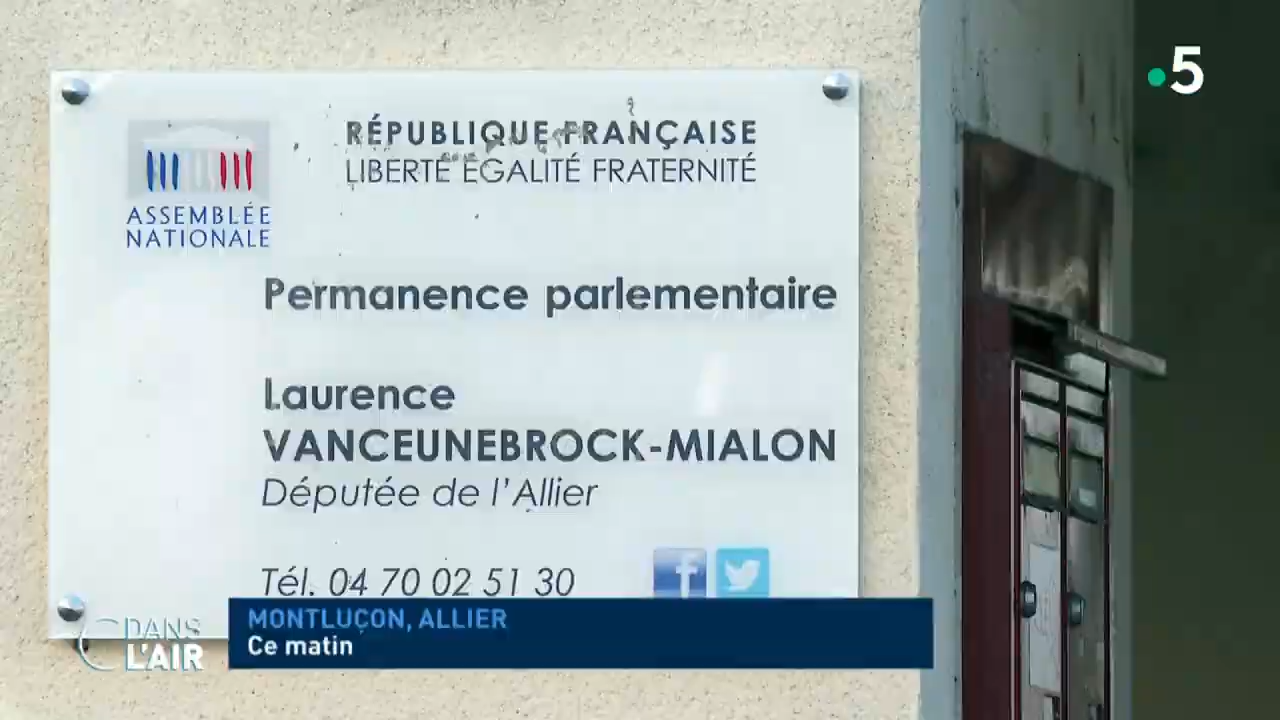 5
RÉPUBLIQUE FRANÇAISE
LIBERTÉ ÉGALITÉ FRATERNITÉ
ASSEMBLÉE
NATIONALE
Permanence parlementaire
Laurence
VANCEUNEBROCK-MIALON
Députée de l'Allier
Tél. 04 70 02 51 30
MONTLUÇON, ALLIER
Ce matin
C DANS
L'AIR